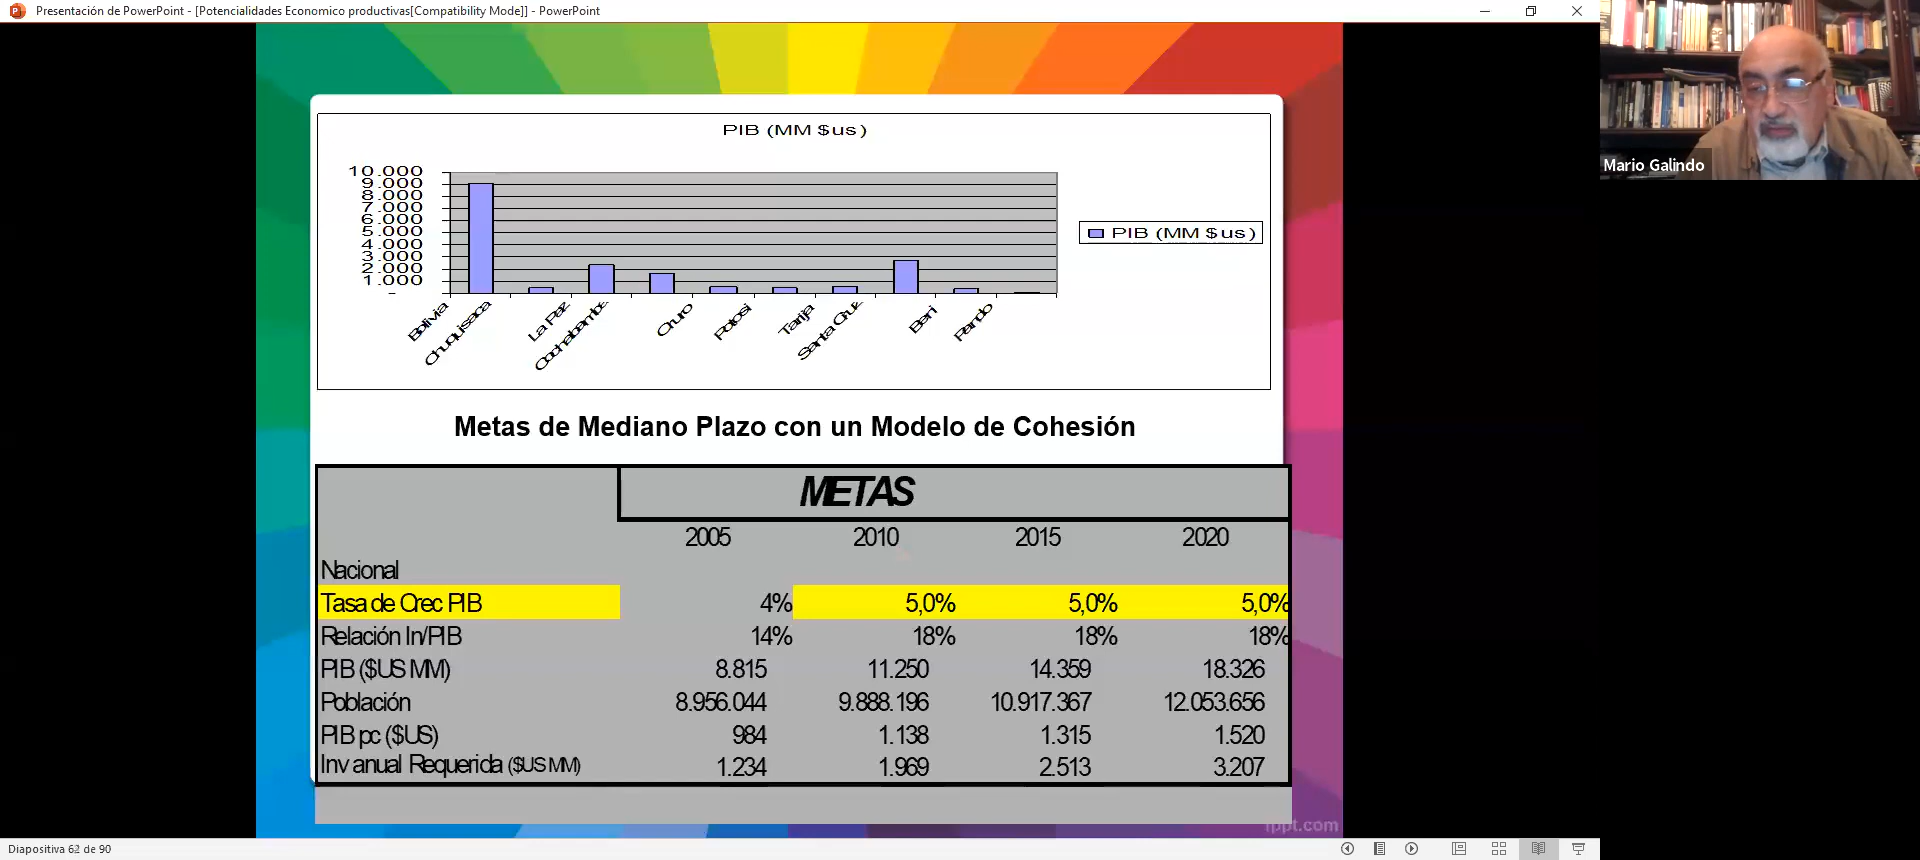 Presentación de PowerPoint - [Potencialidades Economico productivas[Compatibility Mode]] - PowerPoint
Mario Galindo
PIB (MM $us)
10.000
9.000
8.000
7.000
6.000
5.000
4.000
3.000
2.000
1.000
-
PIB (MM $us)
Bolivia
Chuquisaca
La Paz
Cochabamba
Oruro
Potosi
Tarija
Santa Cruz
Beni
Pando
Metas de Mediano Plazo con un Modelo de Cohesión
METAS
2005 2010 2015 2020
Nacional
Tasa de Crec PIB 4% 5,0% 5,0% 5,0%
Relación In/PIB 14% 18% 18% 18%
PIB ($US MM) 8.815 11.250 14.359 18.326
Población 8.956.044 9.888.196 10.917.367 12.053.656
PIB pc ($US) 984 1.138 1.315 1.520
Inv anual Requerida ($US MM) 1.234 1.969 2.513 3.207
fppt.com
Diapositiva 62 de 90